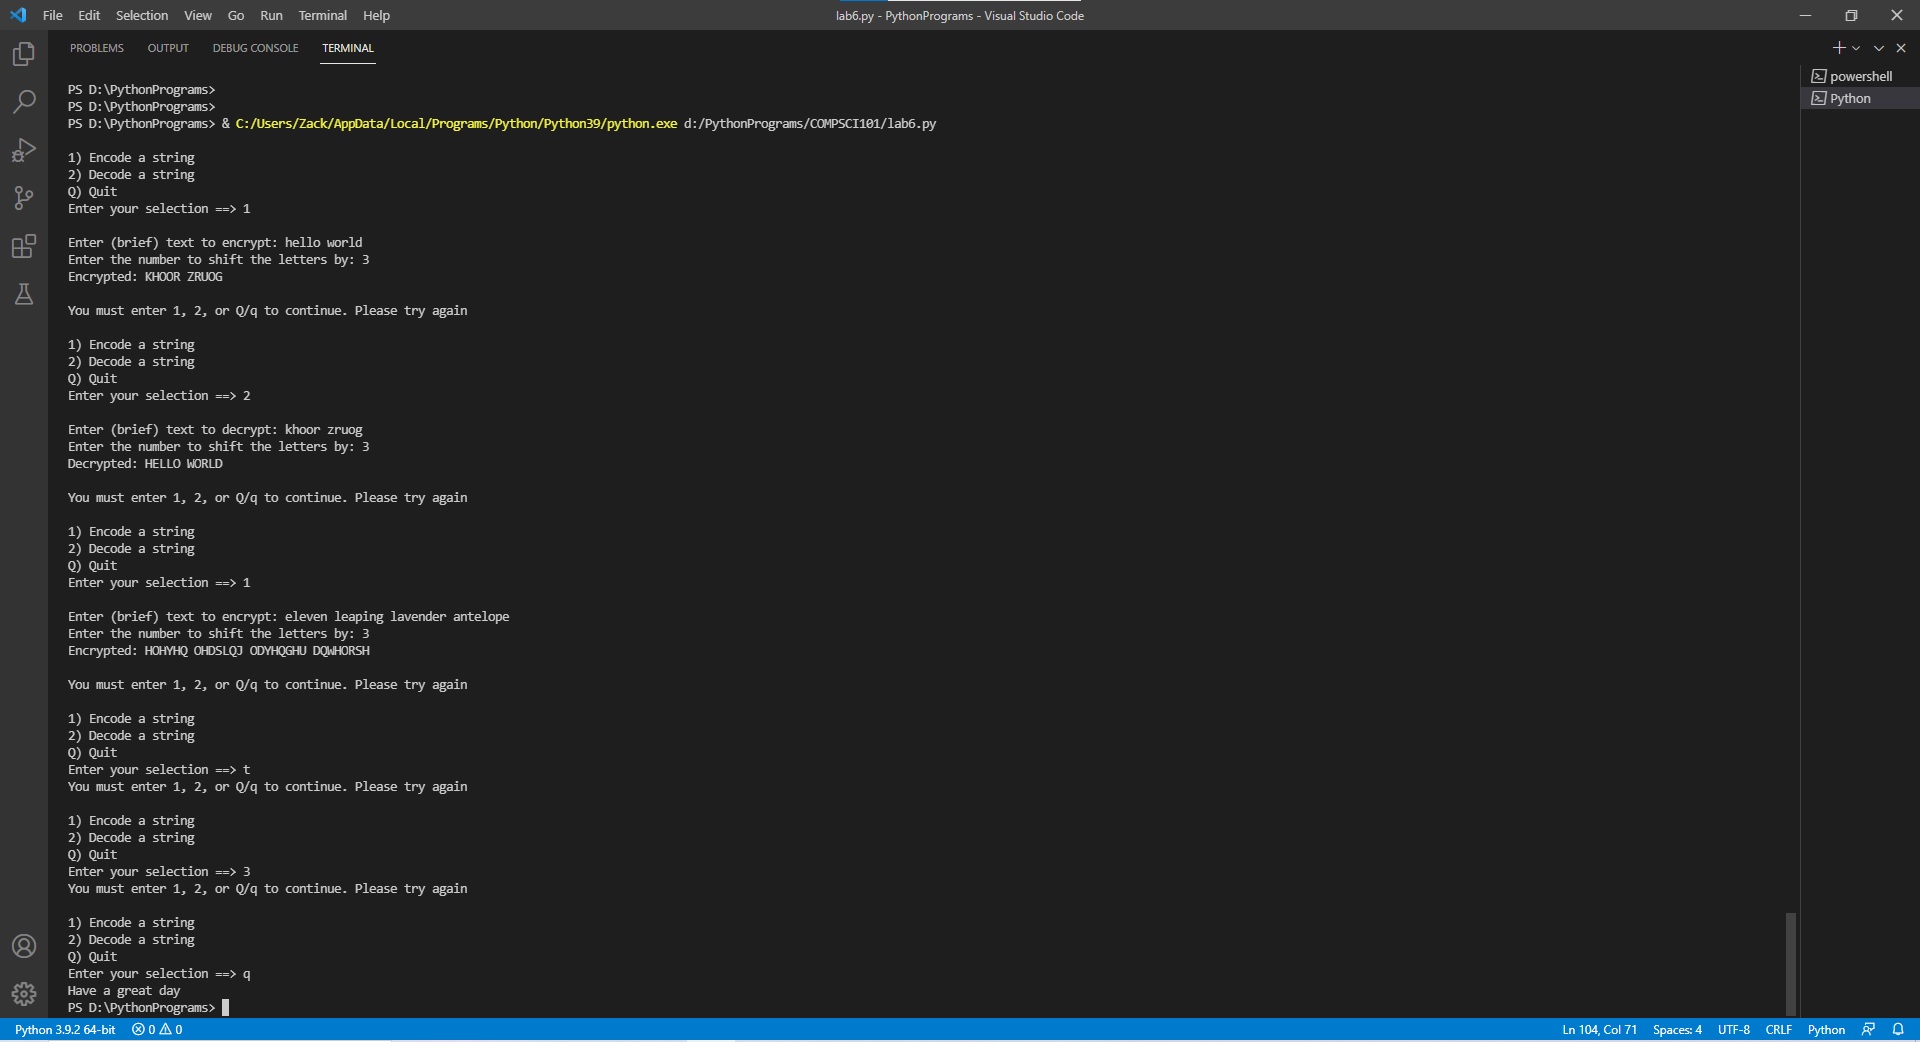 File Edit Selection View Go Run Terminal Help
lab6.py - PythonPrograms - Visual Studio Code
PROBLEMS OUTPUT DEBUG CONSOLE TERMINAL
powershell
Python
PS D:\PythonPrograms>
PS D:\PythonPrograms>
PS D:\PythonPrograms> & C:/Users/Zack/AppData/Local/Programs/Python/Python39/python.exe d:/PythonPrograms/COMPSCI101/lab6.py
1) Encode a string
2) Decode a string
Q) Quit
Enter your selection ==> 1
Enter (brief) text to encrypt: hello world
Enter the number to shift the letters by: 3
Encrypted: KHOOR ZRUOG
You must enter 1, 2, or Q/q to continue. Please try again
1) Encode a string
2) Decode a string
Q) Quit
Enter your selection ==> 2
Enter (brief) text to decrypt: khoor zruog
Enter the number to shift the letters by: 3
Decrypted: HELLO WORLD
You must enter 1, 2, or Q/q to continue. Please try again
1) Encode a string
2) Decode a string
Q) Quit
Enter your selection ==> 1
Enter (brief) text to encrypt: eleven leaping lavender antelope
Enter the number to shift the letters by: 3
Encrypted: HOHYHQ OHDSLQJ ODYHQGHU DQWHORSH
You must enter 1, 2, or Q/q to continue. Please try again
1) Encode a string
2) Decode a string
Q) Quit
Enter your selection ==> t
You must enter 1, 2, or Q/q to continue. Please try again
1) Encode a string
2) Decode a string
Q) Quit
Enter your selection ==> 3
You must enter 1, 2, or Q/q to continue. Please try again
1) Encode a string
2) Decode a string
Q) Quit
Enter your selection ==> q
Have a great day
PS D:\PythonPrograms>
Python 3.9.2 64-bit 0 0 Ln 104, Col 71 Spaces: 4 UTF-8 CRLF Python